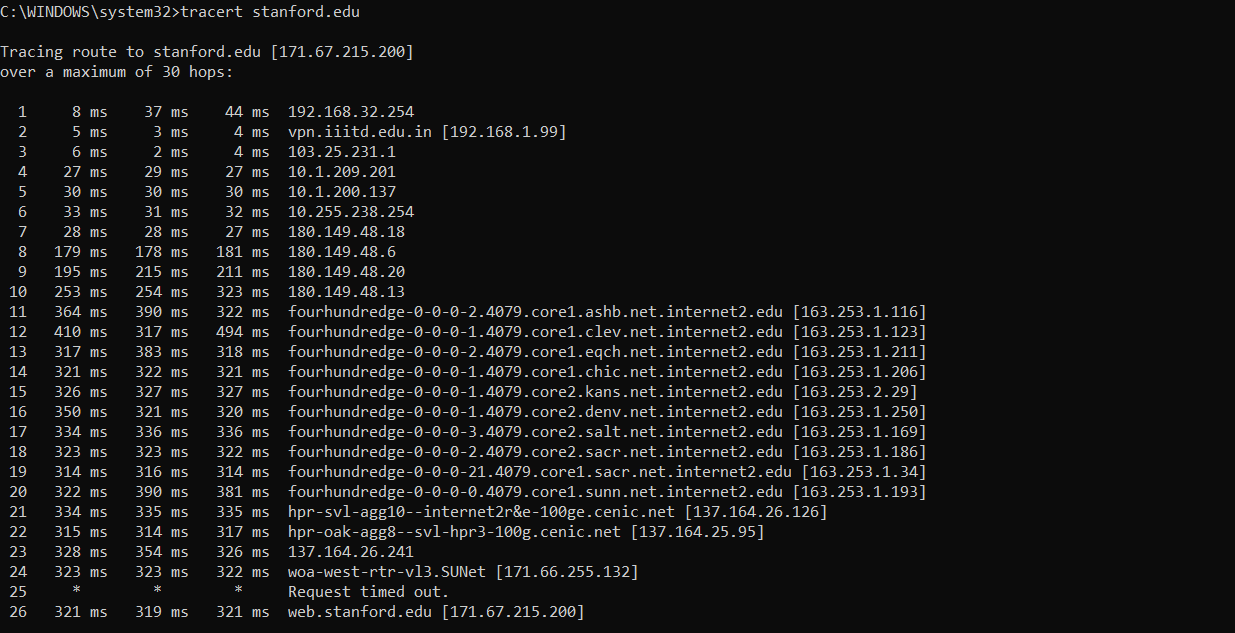 C:\WINDOWS\system32>tracert stanford.edu
Tracing route to stanford.edu [171.67.215.200]
over a maximum of 30 hops:
1 8 ms 37 ms 44 ms 192.168.32.254
2 5 ms 3 ms 4 ms vpn.iiitd.edu.in [192.168.1.99]
3 6 ms 2 ms 4 ms 103.25.231.1
4 27 ms 29 ms 27 ms 10.1.209.201
5 30 ms 30 ms 30 ms 10.1.200.137
6 33 ms 31 ms 32 ms 10.255.238.254
7 28 ms 28 ms 27 ms 180.149.48.18
8 179 ms 178 ms 181 ms 180.149.48.6
9 195 ms 215 ms 211 ms 180.149.48.20
10 253 ms 254 ms 323 ms 180.149.48.13
11 364 ms 390 ms 322 ms fourhundredge-0-0-0-2.4079.core1.ashb.net.internet2.edu [163.253.1.116]
12 410 ms 317 ms 494 ms fourhundredge-0-0-0-1.4079.core1.clev.net.internet2.edu [163.253.1.123]
13 317 ms 383 ms 318 ms fourhundredge-0-0-0-2.4079.core1.eqch.net.internet2.edu [163.253.1.211]
14 321 ms 322 ms 321 ms fourhundredge-0-0-0-1.4079.core1.chic.net.internet2.edu [163.253.1.206]
15 326 ms 327 ms 327 ms fourhundredge-0-0-0-1.4079.core2.kans.net.internet2.edu [163.253.2.29]
16 350 ms 321 ms 320 ms fourhundredge-0-0-0-1.4079.core2.denv.net.internet2.edu [163.253.1.250]
17 334 ms 336 ms 336 ms fourhundredge-0-0-0-3.4079.core2.salt.net.internet2.edu [163.253.1.169]
18 323 ms 323 ms 322 ms fourhundredge-0-0-0-2.4079.core2.sacr.net.internet2.edu [163.253.1.186]
19 314 ms 316 ms 314 ms fourhundredge-0-0-0-21.4079.core1.sacr.net.internet2.edu [163.253.1.34]
20 322 ms 390 ms 381 ms fourhundredge-0-0-0-0.4079.core1.sunn.net.internet2.edu [163.253.1.193]
21 334 ms 335 ms 335 ms hpr-svl-agg10--internet2r&e-100ge.cenic.net [137.164.26.126]
22 315 ms 314 ms 317 ms hpr-oak-agg8--svl-hpr3-100g.cenic.net [137.164.25.95]
23 328 ms 354 ms 326 ms 137.164.26.241
24 323 ms 323 ms 322 ms woa-west-rtr-vl3.SUNet [171.66.255.132]
25 * * * Request timed out.
26 321 ms 319 ms 321 ms web.stanford.edu [171.67.215.200]